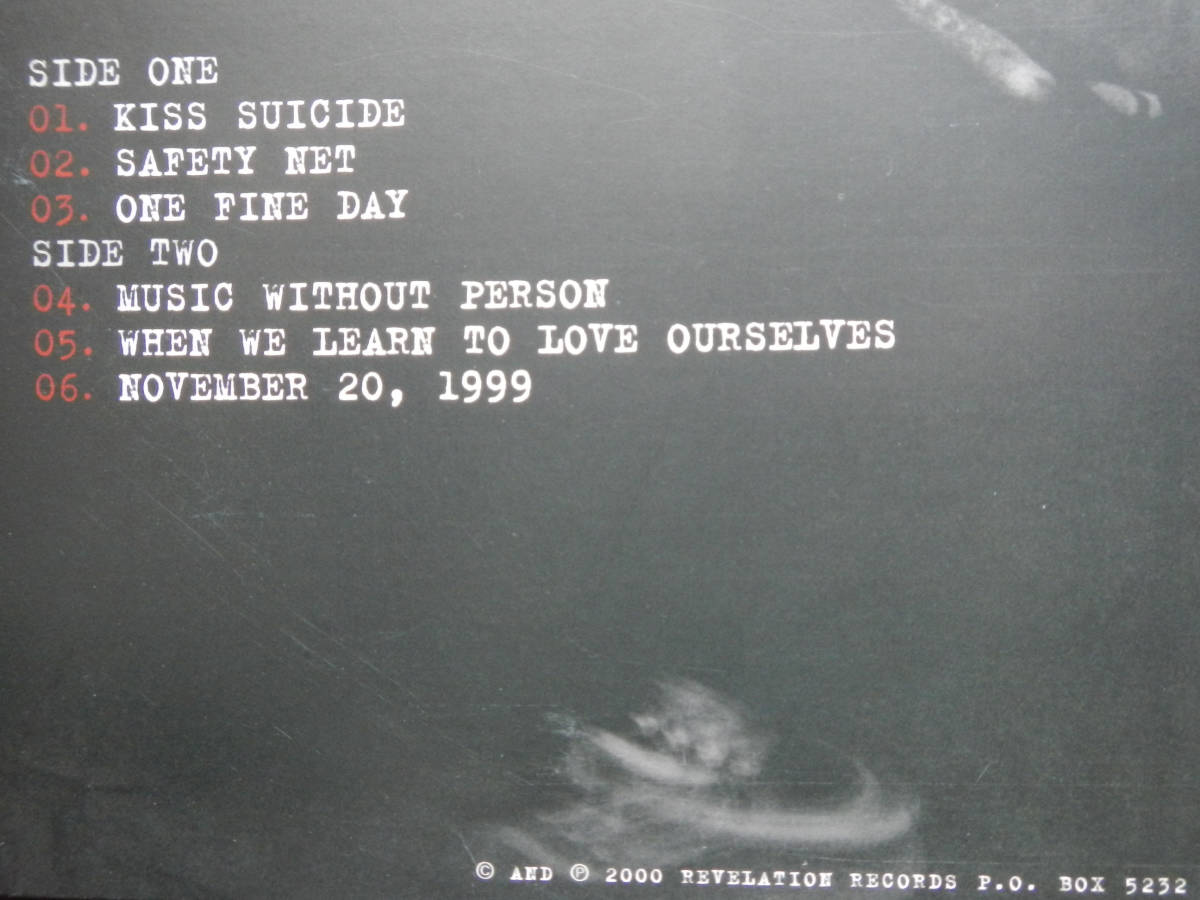 SIDE ONE
01. KISS SUICIDE
02. SAFETY NET
03. ONE FINE DAY
SIDE TWO
04. MUSIC WITHOUT PERSON
05. WHEN WE LEARN TO LOVE OURSELVES
06. NOVEMBER 20, 1999
© AND ℗ 2000 REVELATION RECORDS P.O. BOX 5232